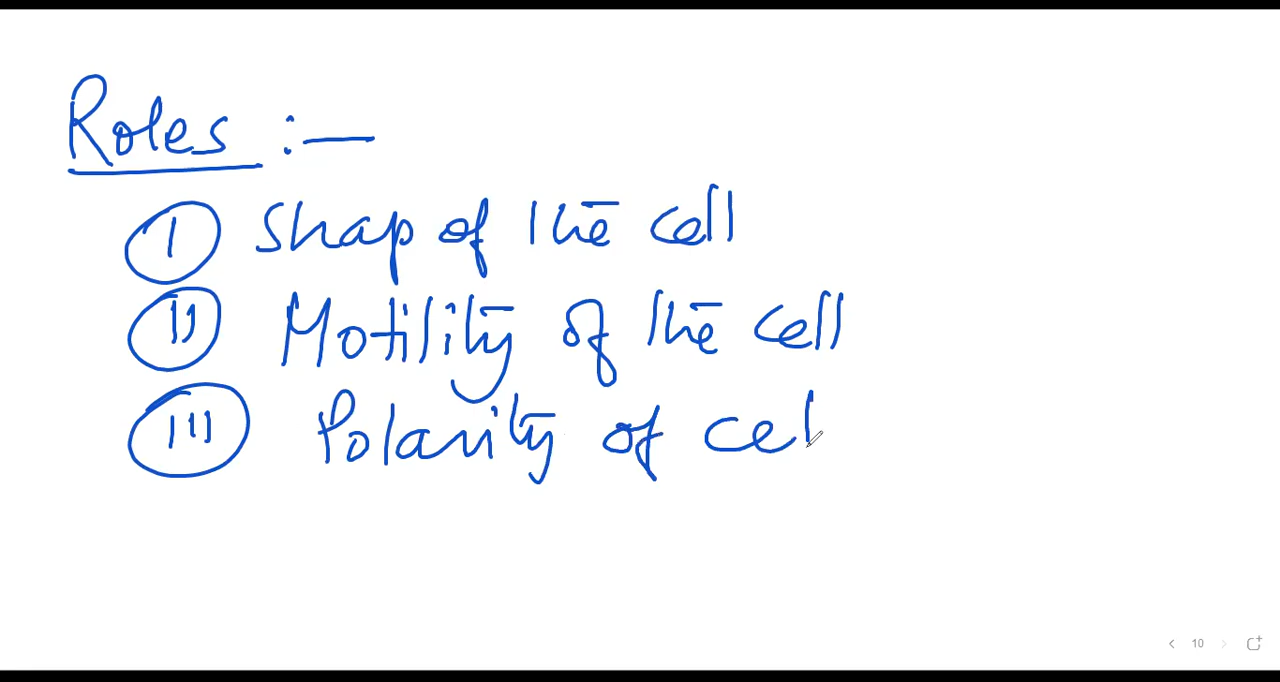 Roles :—
I Shap of the cell
II Motility of the cell
III Polarity of cel
10